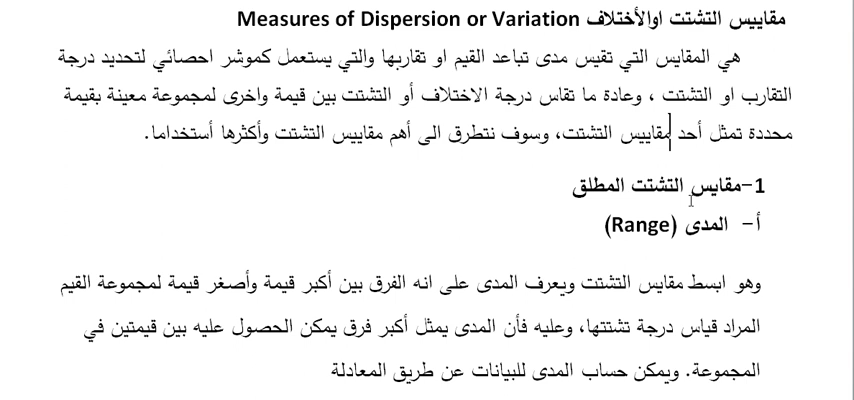 مقاييس التشتت اوالأختلاف Measures of Dispersion or Variation
هي المقايس التي تقيس مدى تباعد القيم او تقاربها والتي يستعمل كموشر احصائي لتحديد درجة
التقارب او التشتت ، وعادة ما تقاس درجة الاختلاف أو التشتت بين قيمة واخرى لمجموعة معينة بقيمة
محددة تمثل أحد مقاييس التشتت، وسوف نتطرق الى أهم مقاييس التشتت وأكثرها أستخداما.
1-مقايس التشتت المطلق
أ- المدى (Range)
وهو ابسط مقايس التشتت ويعرف المدى على انه الفرق بين أكبر قيمة وأصغر قيمة لمجموعة القيم
المراد قياس درجة تشتتها، وعليه فأن المدى يمثل أكبر فرق يمكن الحصول عليه بين قيمتين في
المجموعة. ويمكن حساب المدى للبيانات عن طريق المعادلة